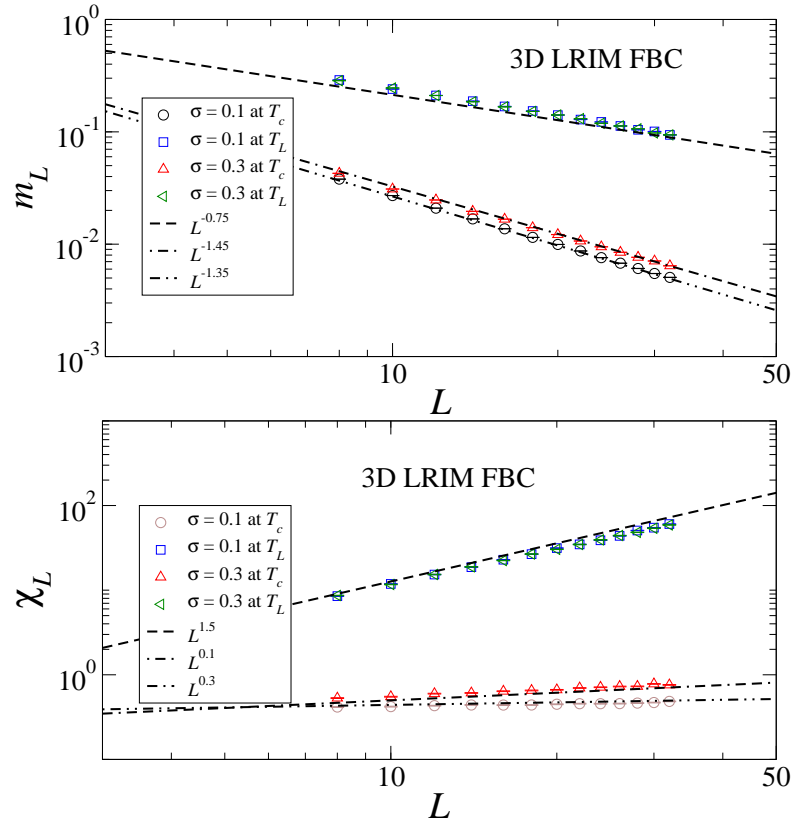 10^0
3D LRIM FBC
σ = 0.1 at T_c
σ = 0.1 at T_L
σ = 0.3 at T_c
σ = 0.3 at T_L
L^-0.75
L^-1.45
L^-1.35
10^-1
10^-2
10^-3
m_L
10
50
L
3D LRIM FBC
10^2
σ = 0.1 at T_c
σ = 0.1 at T_L
σ = 0.3 at T_c
σ = 0.3 at T_L
L^1.5
L^0.1
L^0.3
10^0
χ_L
10
50
L